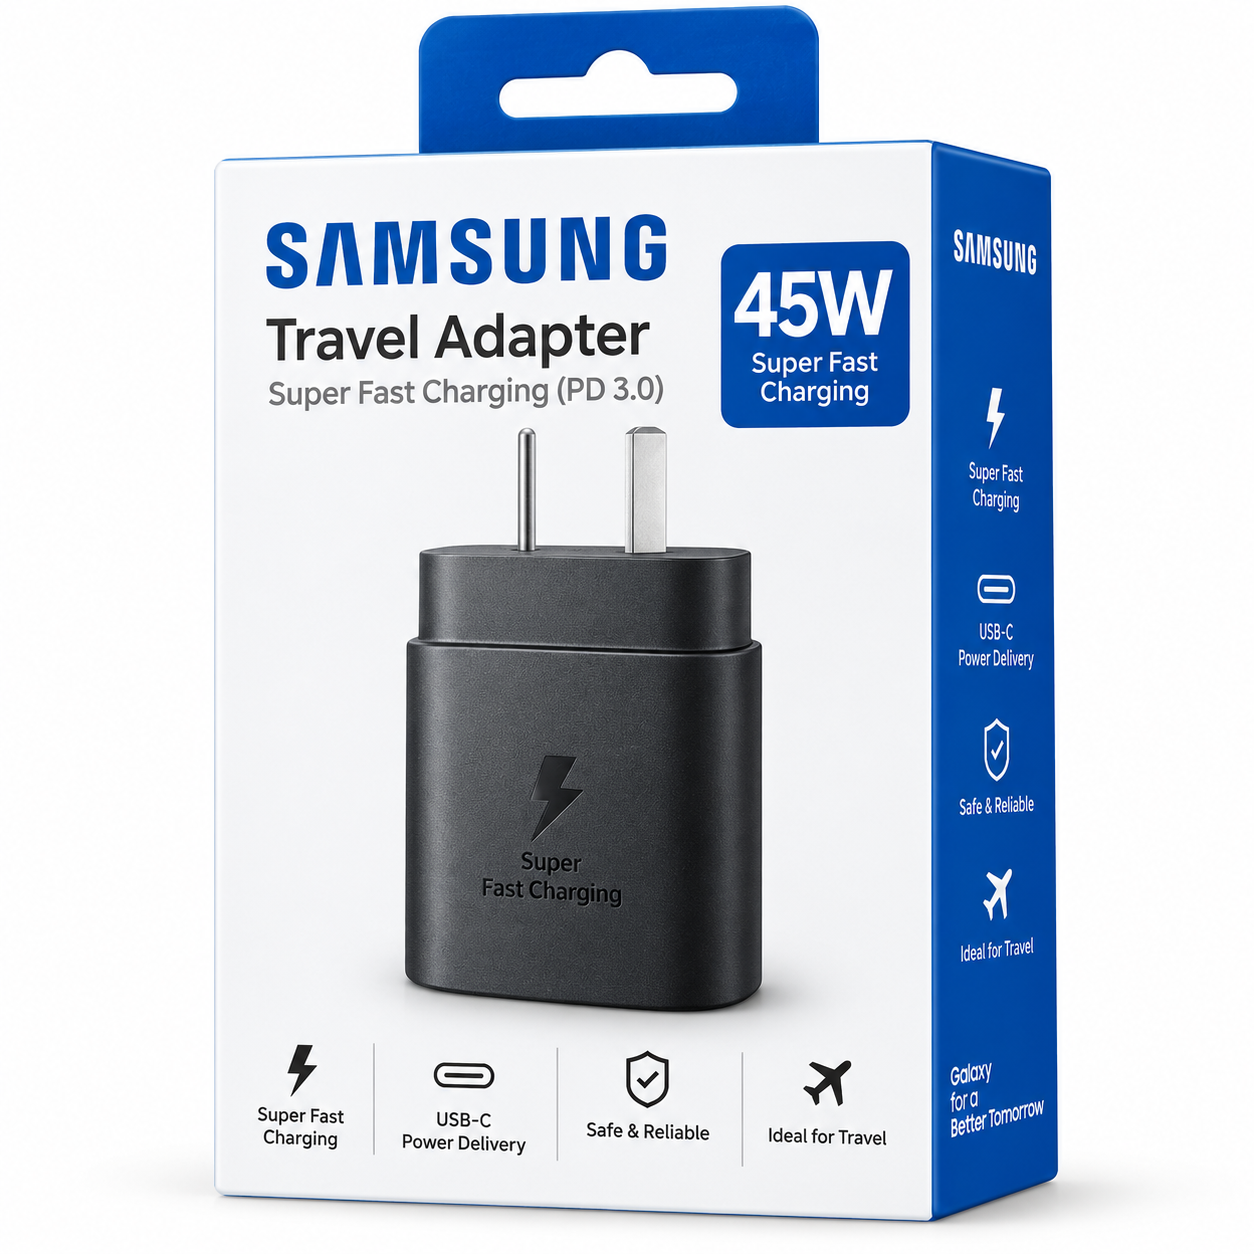 SAMSUNG
Travel Adapter
Super Fast Charging (PD 3.0)
45W
Super Fast
Charging
Super
Fast Charging
Super Fast
Charging
USB-C
Power Delivery
Safe & Reliable
Ideal for Travel
SAMSUNG
Super Fast
Charging
USB-C
Power Delivery
Safe & Reliable
Ideal for Travel
Galaxy
for a
Better Tomorrow